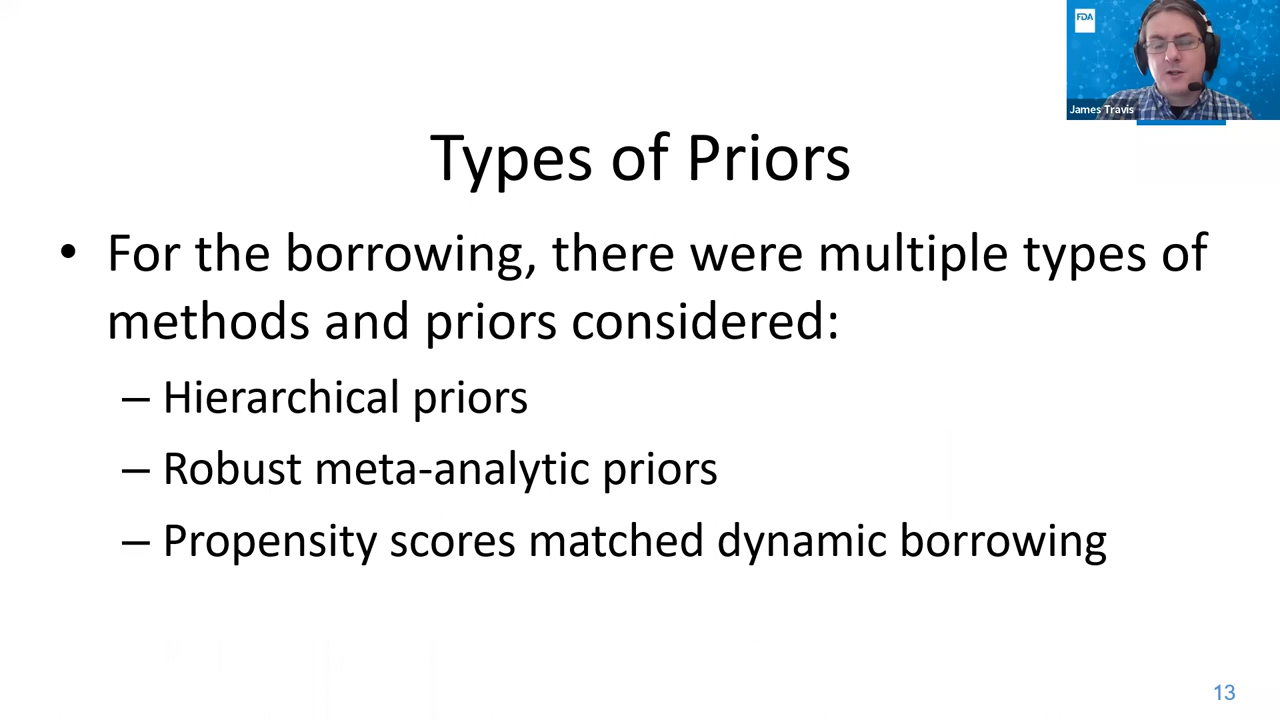 FDA
James Travis
Types of Priors
• For the borrowing, there were multiple types of
methods and priors considered:
– Hierarchical priors
– Robust meta-analytic priors
– Propensity scores matched dynamic borrowing
13